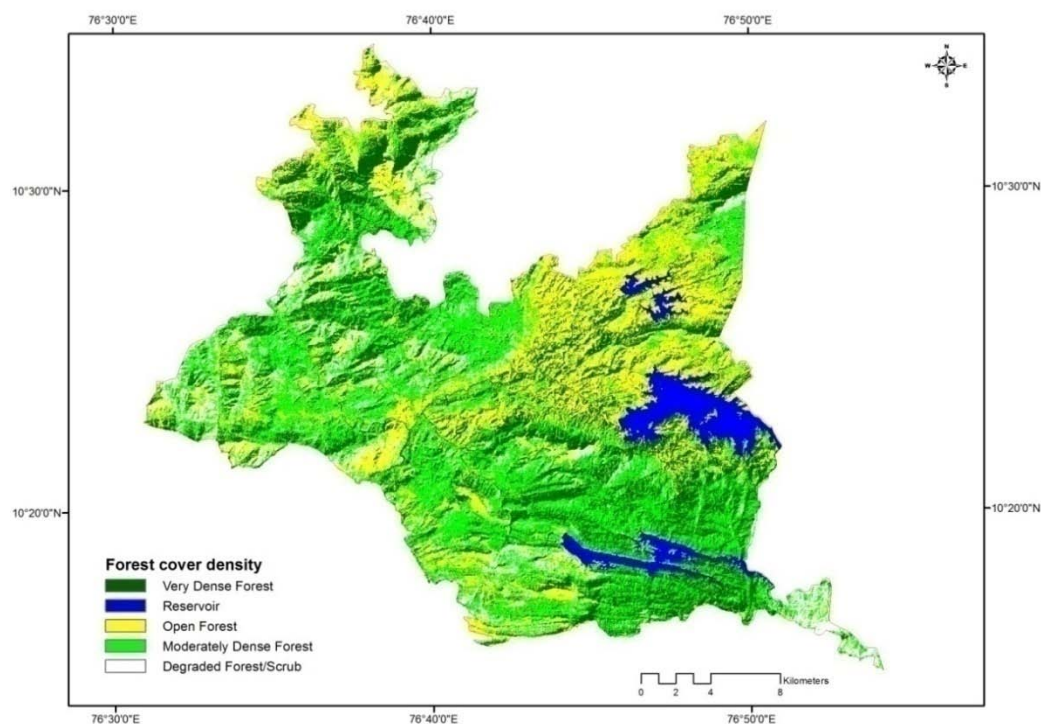 76°30'0"E 76°40'0"E 76°50'0"E
N
W E
S
10°30'0"N 10°30'0"N
10°20'0"N 10°20'0"N
Forest cover density
Very Dense Forest
Reservoir
Open Forest
Moderately Dense Forest
Degraded Forest/Scrub
Kilometers
0 2 4 8
76°30'0"E 76°40'0"E 76°50'0"E